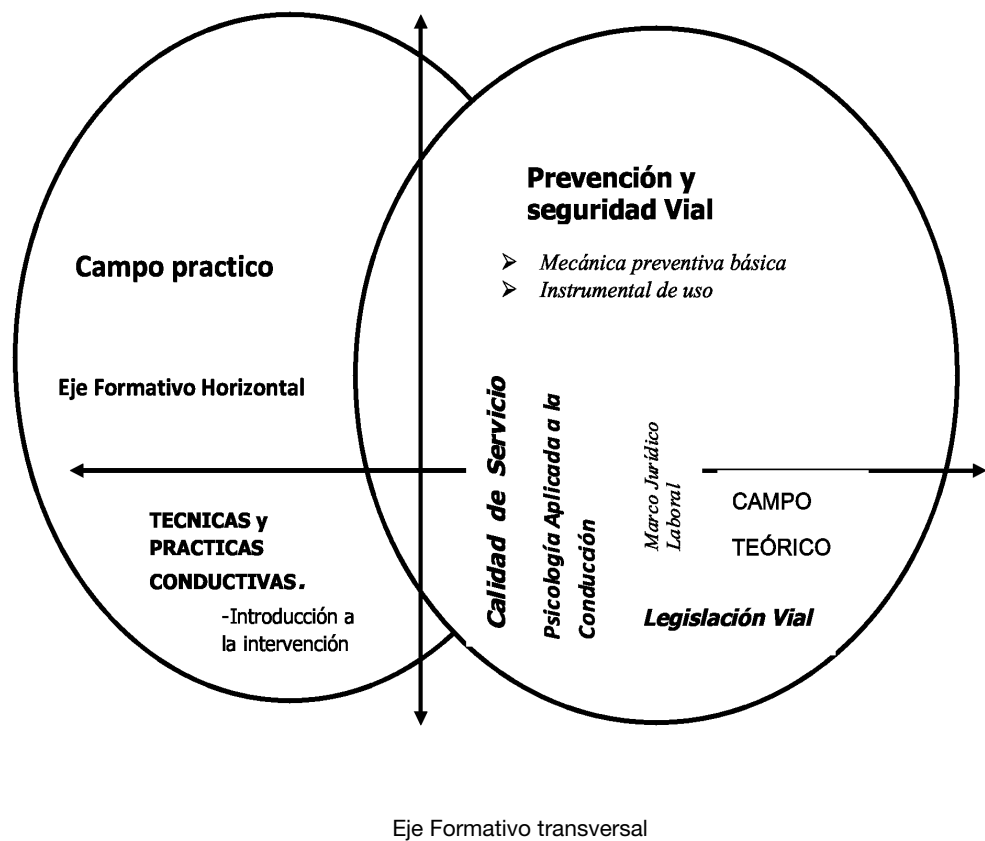 Prevención y
seguridad Vial
Campo practico
➢ Mecánica preventiva básica
➢ Instrumental de uso
Eje Formativo Horizontal
Calidad de Servicio
Psicología Aplicada a la
Conducción
Marco Jurídico
Laboral
CAMPO
TEÓRICO
TECNICAS y
PRACTICAS
CONDUCTIVAS.
-Introducción a
la intervención
Legislación Vial
Eje Formativo transversal